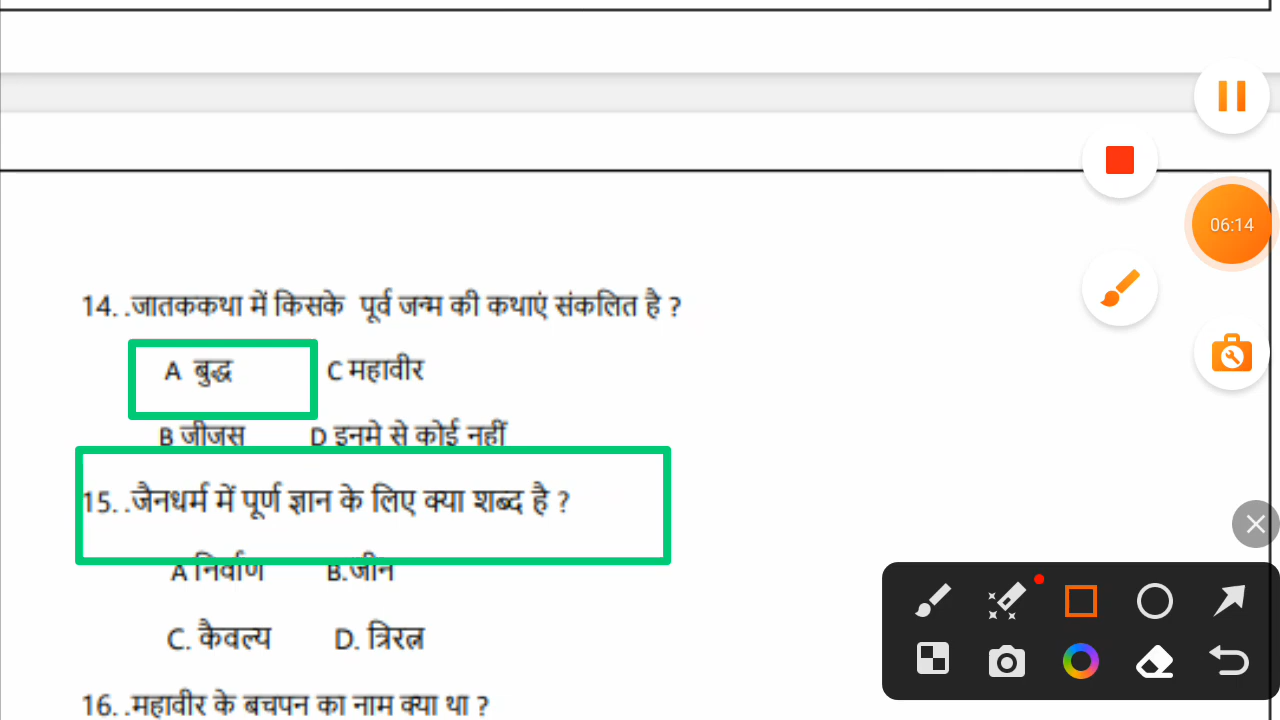 14. .जातककथा में किसके पूर्व जन्म की कथाएं संकलित है ?
A बुद्ध C महावीर
B जीजस D इनमे से कोई नहीं
15. .जैनधर्म में पूर्ण ज्ञान के लिए क्या शब्द है ?
A निर्वाण B.जीन
C. कैवल्य D. त्रिरत्न
16. .महावीर के बचपन का नाम क्या था ?
06:14